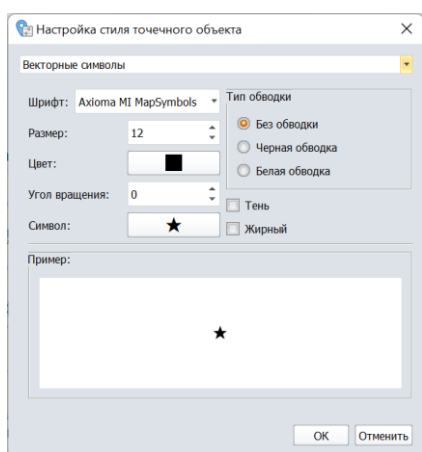 Настройка стиля точечного объекта
Векторные символы
Шрифт: Axioma MI MapSymbols
Тип обводки
Без обводки
Размер: 12
Черная обводка
Цвет:
Белая обводка
Угол вращения: 0
Тень
Символ:
Жирный
Пример:
OK Отменить